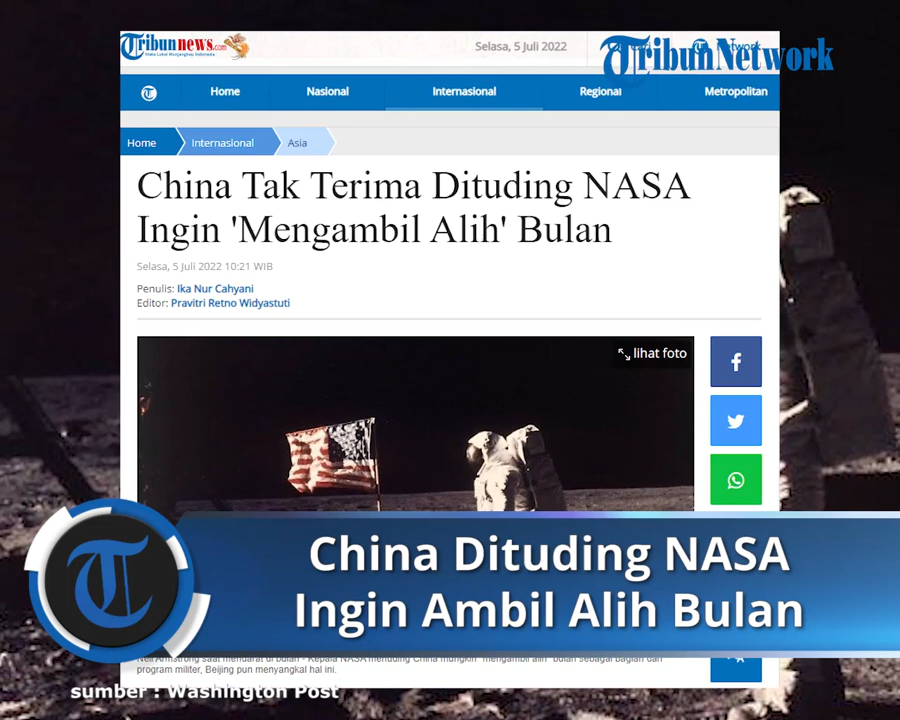 Tribunnews.com
Selasa, 5 Juli 2022
TribunNetwork
Home Nasional Internasional Regional Metropolitan
Home Internasional Asia
China Tak Terima Dituding NASA
Ingin 'Mengambil Alih' Bulan
Selasa, 5 Juli 2022 10:21 WIB
Penulis: Ika Nur Cahyani
Editor: Pravitri Retno Widyastuti
lihat foto
China Dituding NASA
Ingin Ambil Alih Bulan
Neil Armstrong saat mendarat di bulan - Kepala NASA menuding China mungkin "mengambil alih" bulan sebagai bagian dari
program militer, Beijing pun menyangkal hal ini.
sumber : Washington Post